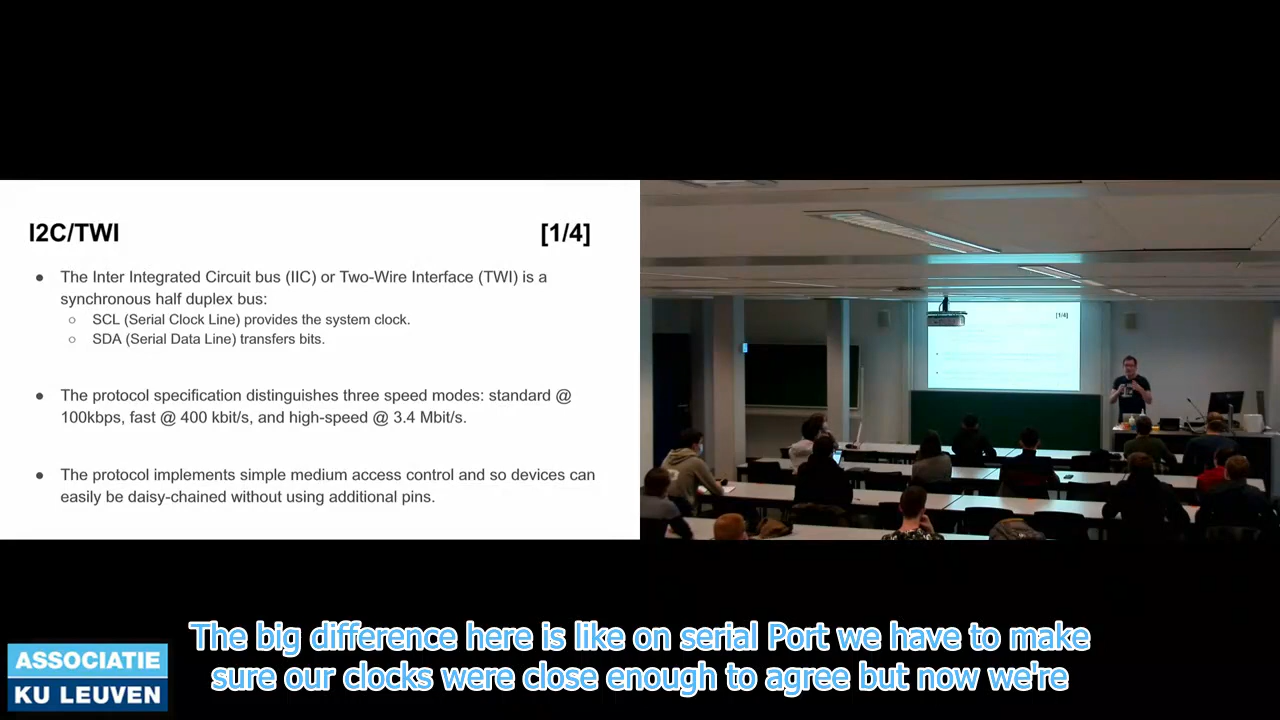 I2C/TWI [1/4]
● The Inter Integrated Circuit bus (IIC) or Two-Wire Interface (TWI) is a
synchronous half duplex bus:
○ SCL (Serial Clock Line) provides the system clock.
○ SDA (Serial Data Line) transfers bits.
● The protocol specification distinguishes three speed modes: standard @
100kbps, fast @ 400 kbit/s, and high-speed @ 3.4 Mbit/s.
● The protocol implements simple medium access control and so devices can
easily be daisy-chained without using additional pins.
[1/4]
The big difference here is like on serial Port we have to make
sure our clocks were close enough to agree but now we're
ASSOCIATIE
KU LEUVEN